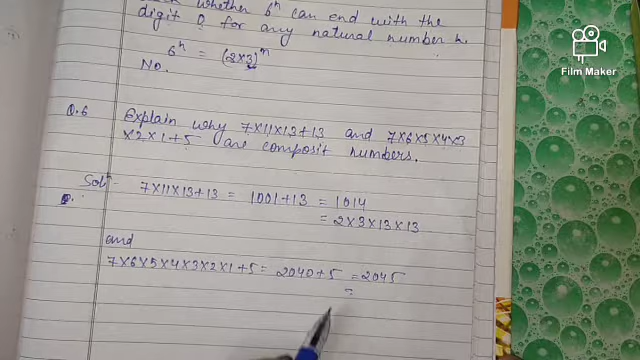 whether 6ⁿ can end with the
digit 0 for any natural number n.
6ⁿ = (2×3)ⁿ
No.
Q.6 Explain why 7×11×13+13 and 7×6×5×4×3
×2×1+5 are composit numbers.
Solⁿ- 7×11×13+13 = 1001+13 = 1014
= 2×3×13×13
and
7×6×5×4×3×2×1+5 = 2040+5 = 2045
=
Film Maker